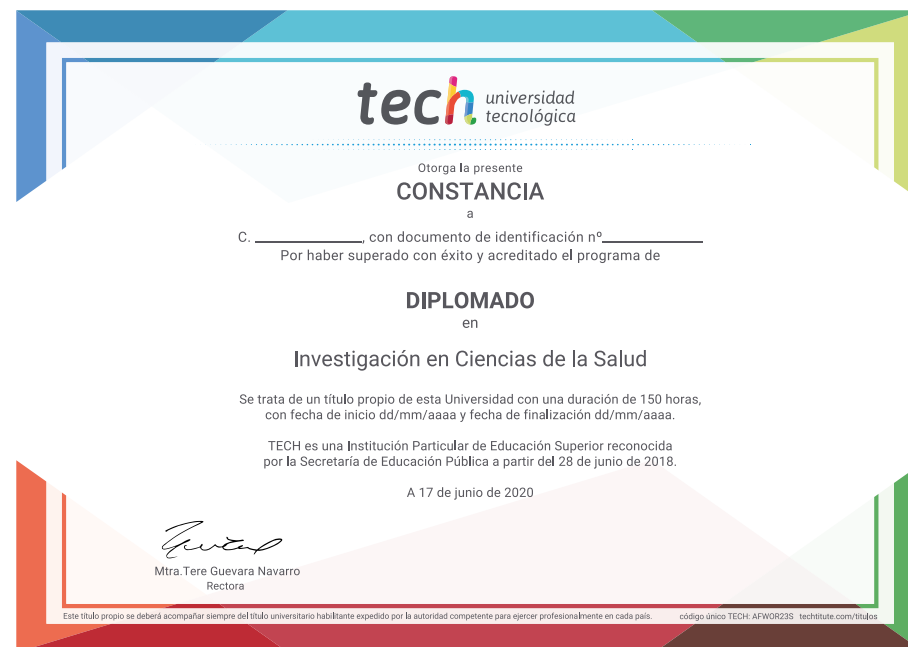 tech universidad
tecnológica
Otorga la presente
CONSTANCIA
a
C. ____________, con documento de identificación nº____________
Por haber superado con éxito y acreditado el programa de
DIPLOMADO
en
Investigación en Ciencias de la Salud
Se trata de un título propio de esta Universidad con una duración de 150 horas,
con fecha de inicio dd/mm/aaaa y fecha de finalización dd/mm/aaaa.
TECH es una Institución Particular de Educación Superior reconocida
por la Secretaría de Educación Pública a partir del 28 de junio de 2018.
A 17 de junio de 2020
Mtra.Tere Guevara Navarro
Rectora
Este título propio se deberá acompañar siempre del título universitario habilitante expedido por la autoridad competente para ejercer profesionalmente en cada país. código único TECH: AFWOR23S techtitute.com/titulos